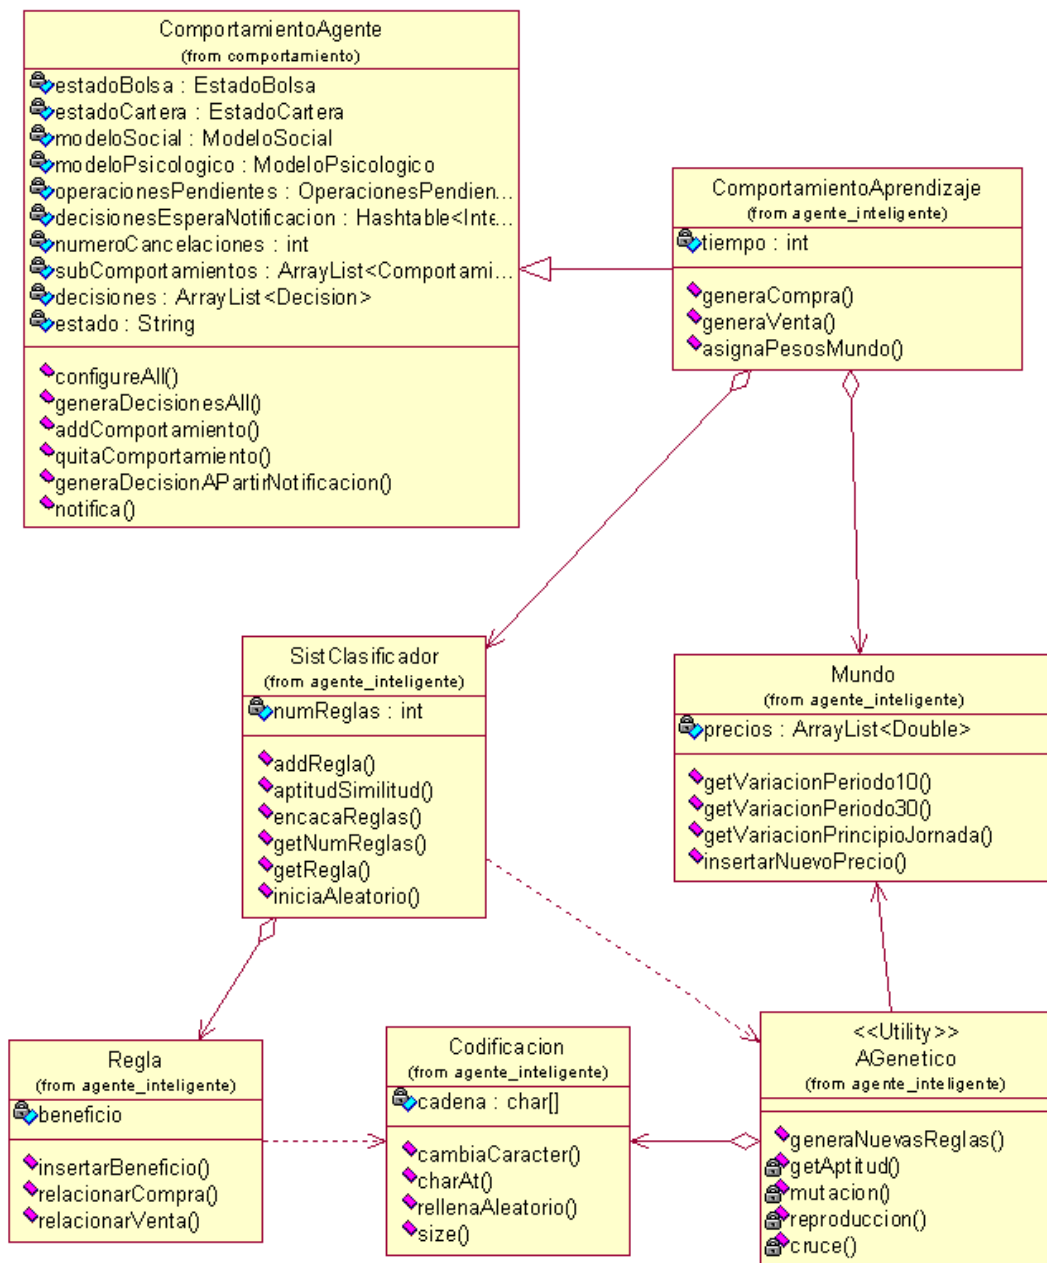 ComportamientoAgente
(from comportamiento)
estadoBolsa : EstadoBolsa
estadoCartera : EstadoCartera
modeloSocial : ModeloSocial
modeloPsicologico : ModeloPsicologico
operacionesPendientes : OperacionesPendien...
decisionesEsperaNotificacion : Hashtable<Inte...
numeroCancelaciones : int
subComportamientos : ArrayList<Comportami...
decisiones : ArrayList<Decision>
estado : String
configureAll()
generaDecisionesAll()
addComportamiento()
quitaComportamiento()
generaDecisionAPartirNotificacion()
notifica()
ComportamientoAprendizaje
(from agente_inteligente)
tiempo : int
generaCompra()
generaVenta()
asignaPesosMundo()
SistClasificador
(from agente_inteligente)
numReglas : int
addRegla()
aptitudSimilitud()
encacaReglas()
getNumReglas()
getRegla()
iniciaAleatorio()
Mundo
(from agente_inteligente)
precios : ArrayList<Double>
getVariacionPeriodo10()
getVariacionPeriodo30()
getVariacionPrincipioJornada()
insertarNuevoPrecio()
Regla
(from agente_inteligente)
beneficio
insertarBeneficio()
relacionarCompra()
relacionarVenta()
Codificacion
(from agente_inteligente)
cadena : char[]
cambiaCaracter()
charAt()
rellenaAleatorio()
size()
<<Utility>>
AGenetico
(from agente_inteligente)
generaNuevasReglas()
getAptitud()
mutacion()
reproduccion()
cruce()